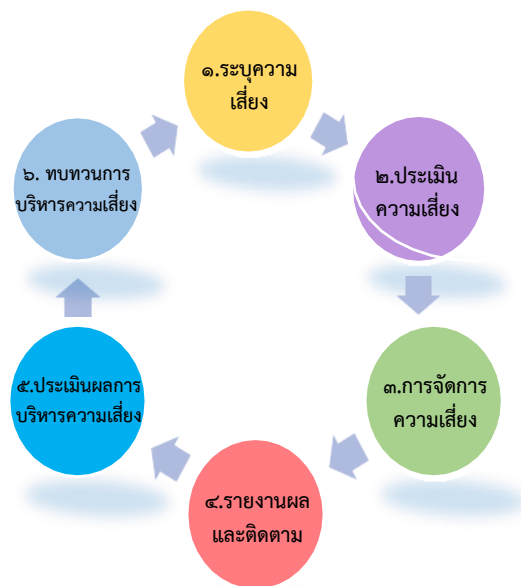 ๑.ระบุความ
เสี่ยง
๒.ประเมิน
ความเสี่ยง
๓.การจัดการ
ความเสี่ยง
๔.รายงานผล
และติดตาม
๕.ประเมินผลการ
บริหารความเสี่ยง
๖. ทบทวนการ
บริหารความเสี่ยง